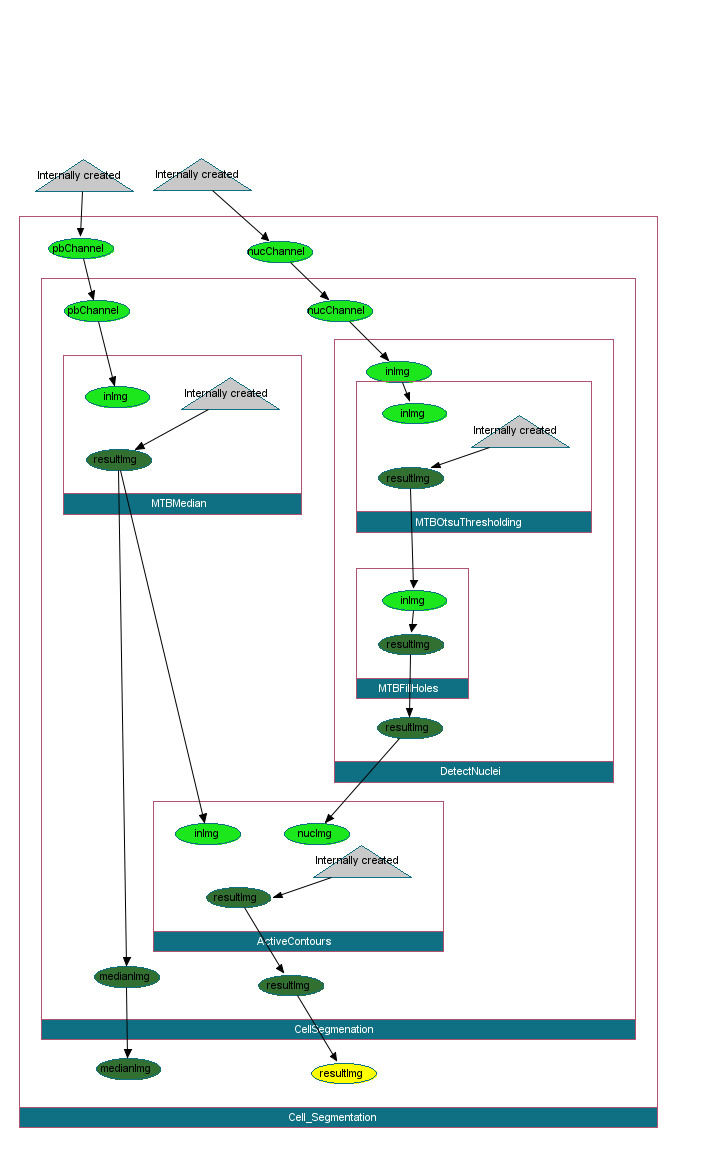 Internally created
Internally created
pbChannel
nucChannel
pbChannel
nucChannel
inImg
inImg
Internally created
inImg
Internally created
resultImg
resultImg
MTBMedian
MTBOtsuThresholding
inImg
resultImg
MTBFillHoles
resultImg
DetectNuclei
inImg
nucImg
Internally created
resultImg
ActiveContours
medianImg
resultImg
CellSegmenation
medianImg
resultImg
Cell_Segmentation